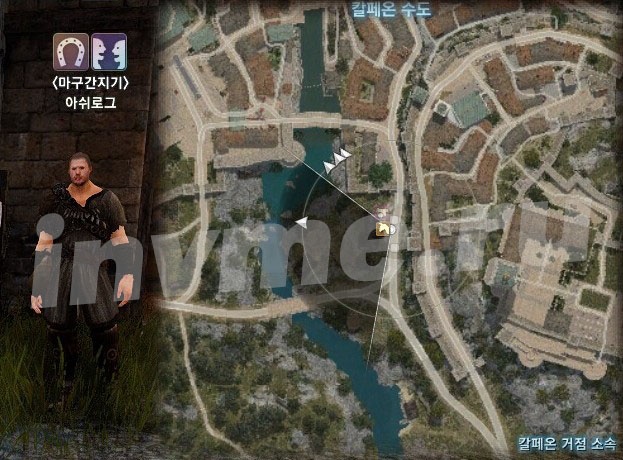 칼페온 수도
〈마구간지기〉
아쉬로그
invme.
칼페온 거점 소속